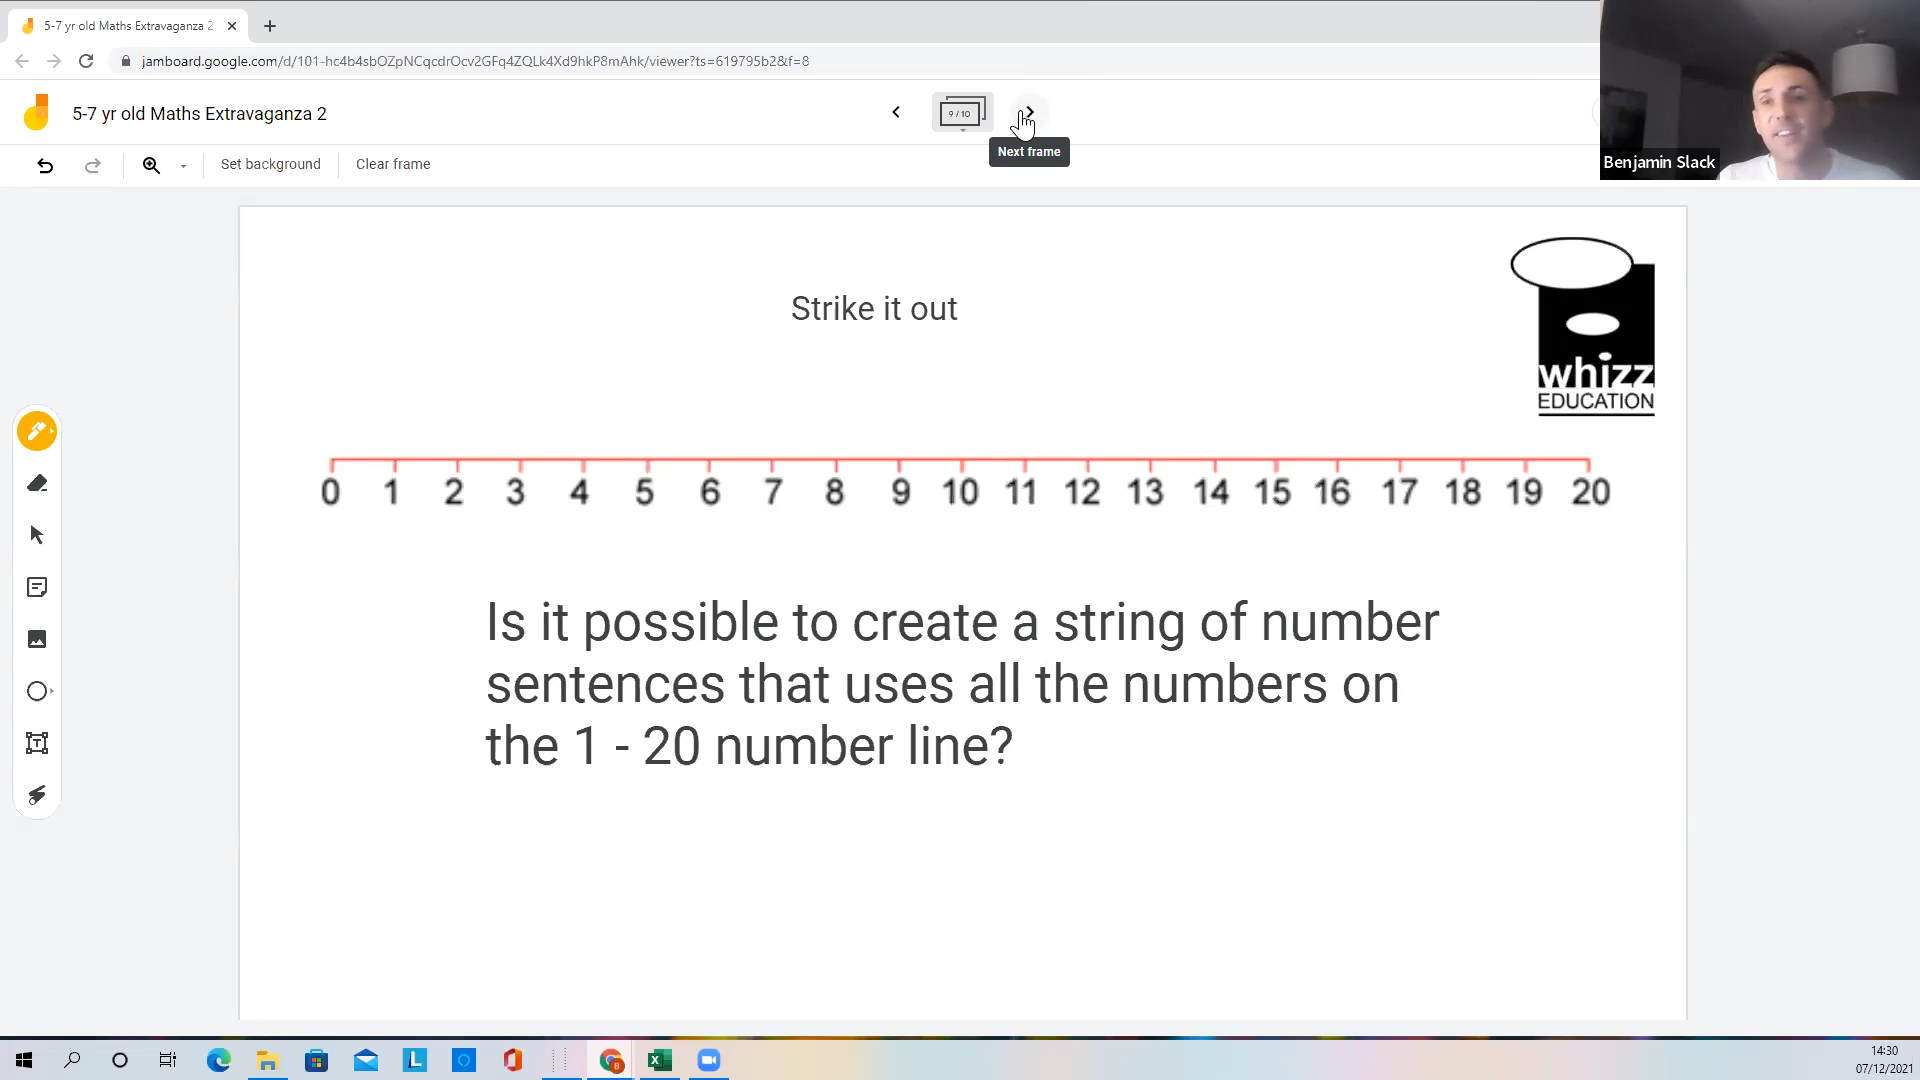 5-7 yr old Maths Extravaganza 2
jamboard.google.com/d/101-hc4b4sbOZpNCqcdrOcv2GFq4ZQLk4Xd9hkP8mAhk/viewer?ts=619795b2&f=8
5-7 yr old Maths Extravaganza 2
9 / 10
Next frame
Set background
Clear frame
Benjamin Slack
Strike it out
whizz
EDUCATION
0 1 2 3 4 5 6 7 8 9 10 11 12 13 14 15 16 17 18 19 20
Is it possible to create a string of number
sentences that uses all the numbers on
the 1 - 20 number line?
14:30
07/12/2021